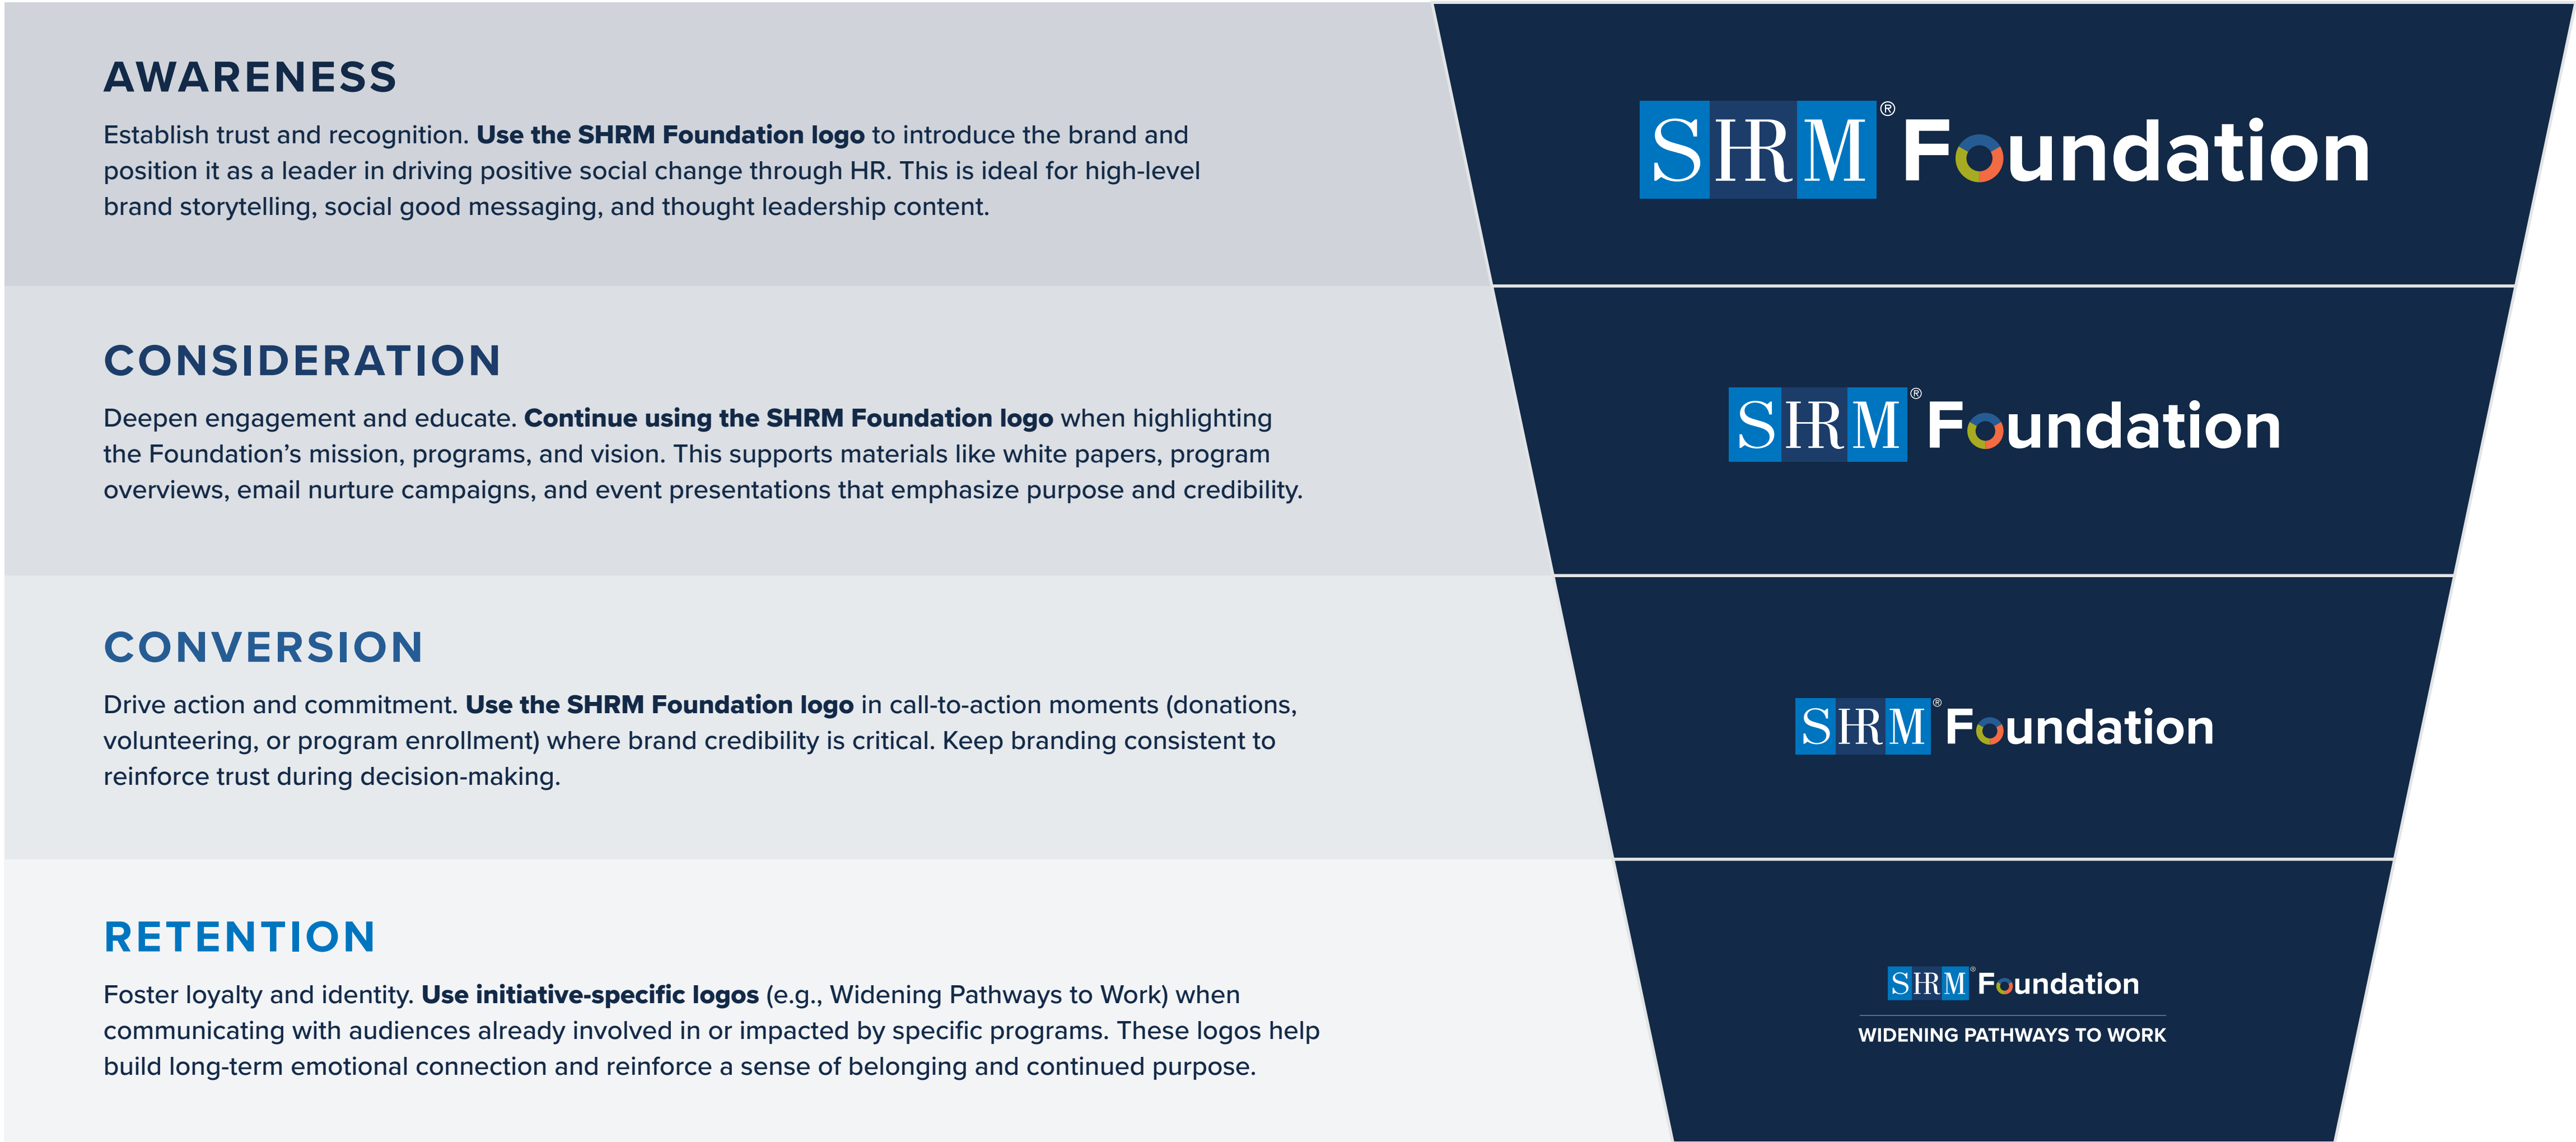 AWARENESS
Establish trust and recognition. Use the SHRM Foundation logo to introduce the brand and
position it as a leader in driving positive social change through HR. This is ideal for high-level
brand storytelling, social good messaging, and thought leadership content.
SHRM® Foundation
CONSIDERATION
Deepen engagement and educate. Continue using the SHRM Foundation logo when highlighting
the Foundation’s mission, programs, and vision. This supports materials like white papers, program
overviews, email nurture campaigns, and event presentations that emphasize purpose and credibility.
SHRM® Foundation
CONVERSION
Drive action and commitment. Use the SHRM Foundation logo in call-to-action moments (donations,
volunteering, or program enrollment) where brand credibility is critical. Keep branding consistent to
reinforce trust during decision-making.
SHRM® Foundation
RETENTION
Foster loyalty and identity. Use initiative-specific logos (e.g., Widening Pathways to Work) when
communicating with audiences already involved in or impacted by specific programs. These logos help
build long-term emotional connection and reinforce a sense of belonging and continued purpose.
SHRM® Foundation
WIDENING PATHWAYS TO WORK